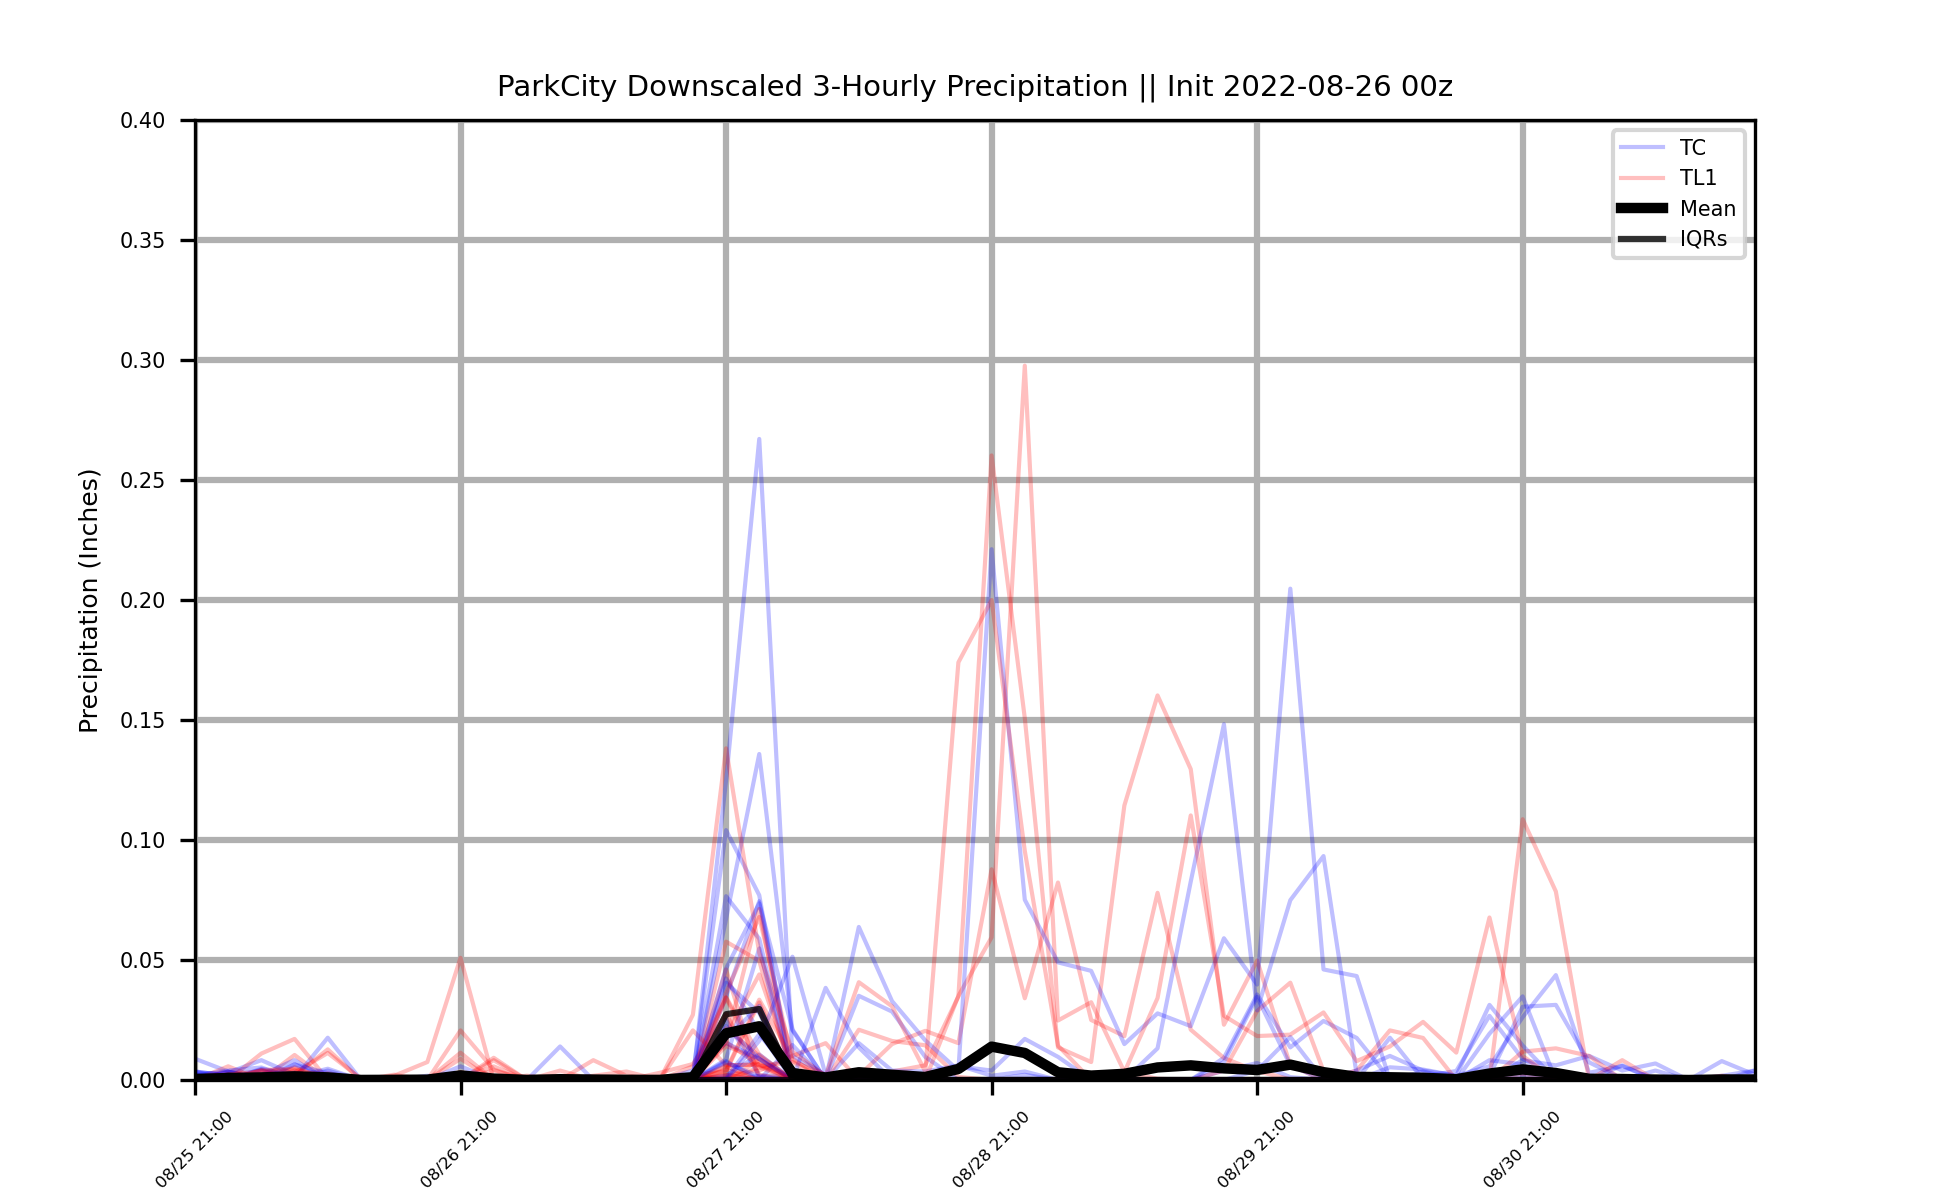 ParkCity Downscaled 3-Hourly Precipitation || Init 2022-08-26 00z
Precipitation (Inches)
0.40
0.35
0.30
0.25
0.20
0.15
0.10
0.05
0.00
TC
TL1
Mean
IQRs
08/25 21:00
08/26 21:00
08/27 21:00
08/28 21:00
08/29 21:00
08/30 21:00